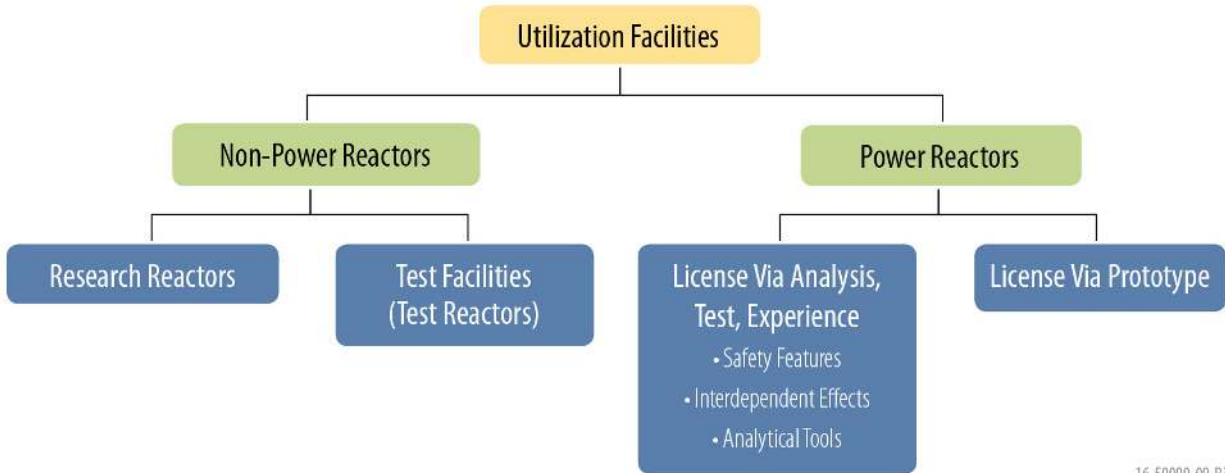 Utilization Facilities
Non-Power Reactors
Power Reactors
Research Reactors
Test Facilities
(Test Reactors)
License Via Analysis,
Test, Experience
• Safety Features
• Interdependent Effects
• Analytical Tools
License Via Prototype